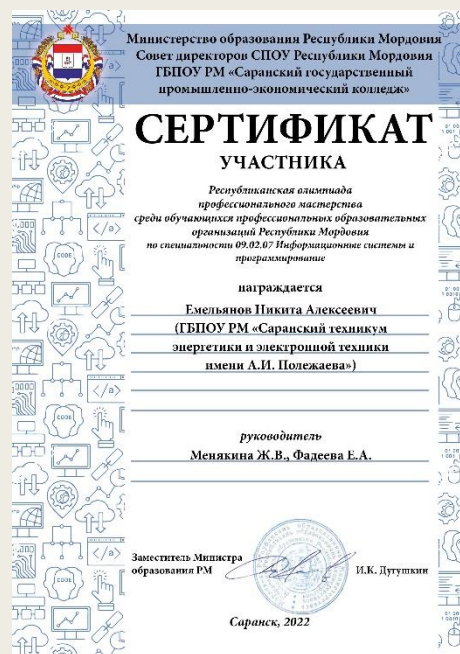 Министерство образования Республики Мордовия
Совет директоров СПОУ Республики Мордовия
ГБПОУ РМ «Саранский государственный
промышленно-экономический колледж»
СЕРТИФИКАТ
УЧАСТНИКА
Республиканская олимпиада
профессионального мастерства
среди обучающихся профессиональных образовательных
организаций Республики Мордовия
по специальности 09.02.07 Информационные системы и
программирование
награждается
Емельянов Никита Алексеевич
(ГБПОУ РМ «Саранский техникум
энергетики и электронной техники
имени А.И. Полежаева»)
руководитель
Менякина Ж.В., Фадеева Е.А.
Заместитель Министра
образования РМ
И.К. Дугушкин
Саранск, 2022